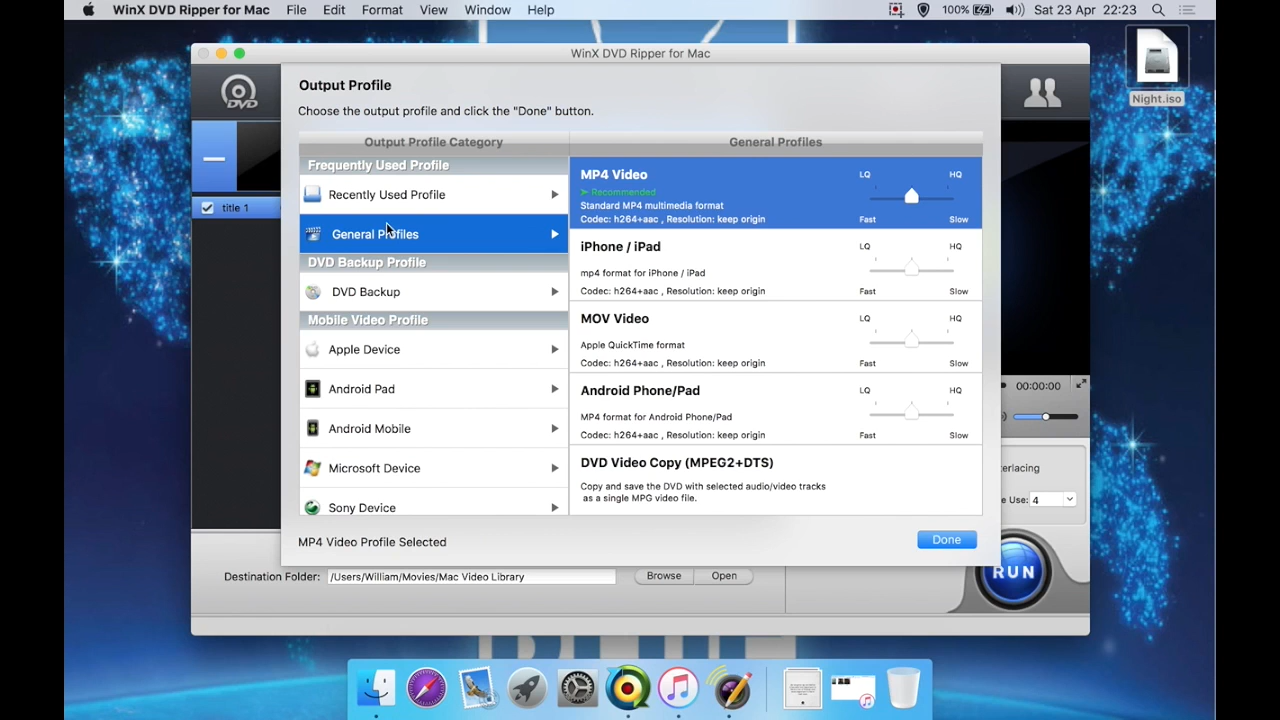 WinX DVD Ripper for Mac File Edit Format View Window Help 100% Sat 23 Apr 22:23
WinX DVD Ripper for Mac
Night.iso
DVD
Output Profile
Choose the output profile and click the "Done" button.
Output Profile Category
General Profiles
Frequently Used Profile
Recently Used Profile
General Profiles
DVD Backup Profile
DVD Backup
Mobile Video Profile
Apple Device
Android Pad
Android Mobile
Microsoft Device
Sony Device
MP4 Video
➣ Recommended
Standard MP4 multimedia format
Codec: h264+aac , Resolution: keep origin
LQ HQ
Fast Slow
iPhone / iPad
mp4 format for iPhone / iPad
Codec: h264+aac , Resolution: keep origin
LQ HQ
Fast Slow
MOV Video
Apple QuickTime format
Codec: h264+aac , Resolution: keep origin
LQ HQ
Fast Slow
Android Phone/Pad
MP4 format for Android Phone/Pad
Codec: h264+aac , Resolution: keep origin
LQ HQ
Fast Slow
DVD Video Copy (MPEG2+DTS)
Copy and save the DVD with selected audio/video tracks
as a single MPG video file.
MP4 Video Profile Selected
Done
title 1
00:00:00
erlacing
e Use: 4
Destination Folder: /Users/William/Movies/Mac Video Library
Browse
Open
RUN